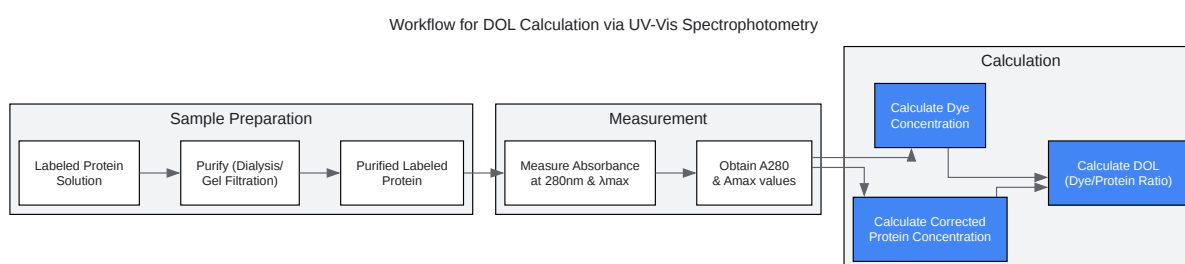 Workflow for DOL Calculation via UV-Vis Spectrophotometry
Sample Preparation
Labeled Protein
Solution
Purify (Dialysis/
Gel Filtration)
Purified Labeled
Protein
Measurement
Measure Absorbance
at 280nm & λmax
Obtain A280
& Amax values
Calculation
Calculate Dye
Concentration
Calculate Corrected
Protein Concentration
Calculate DOL
(Dye/Protein Ratio)